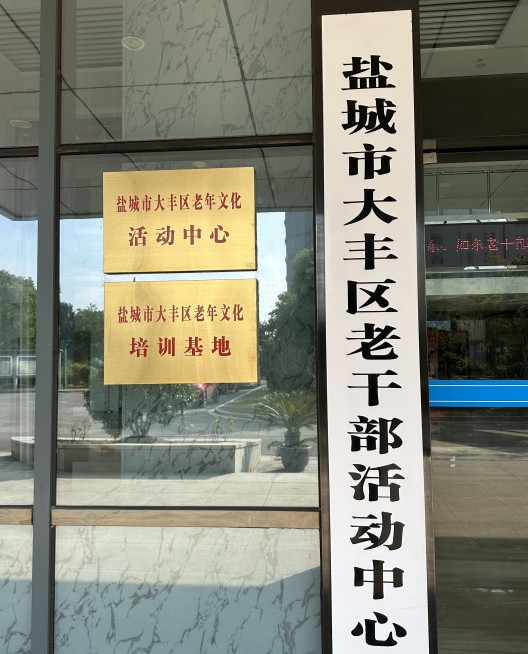 盐城市大丰区老年文化
活动中心
盐城市大丰区老年文化
培训基地
盐城市大丰区老干部活动中心